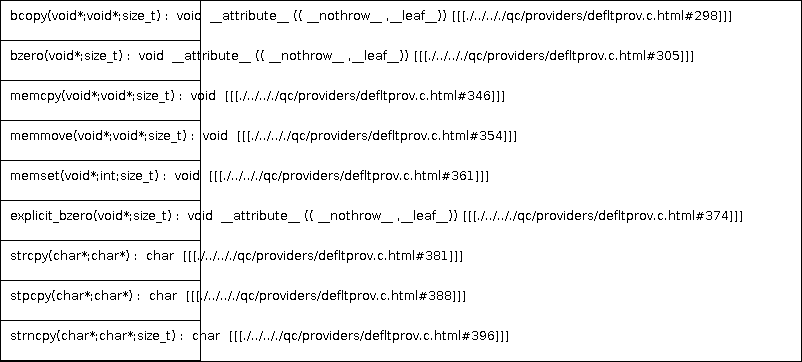 bcopy(void*;void*;size_t) : void __attribute__ (( __nothrow__ ,__leaf__)) [[[./../.././qc/providers/defltprov.c.html#298]]]
bzero(void*;size_t) : void __attribute__ (( __nothrow__ ,__leaf__)) [[[./../.././qc/providers/defltprov.c.html#305]]]
memcpy(void*;void*;size_t) : void [[[./../.././qc/providers/defltprov.c.html#346]]]
memmove(void*;void*;size_t) : void [[[./../.././qc/providers/defltprov.c.html#354]]]
memset(void*;int;size_t) : void [[[./../.././qc/providers/defltprov.c.html#361]]]
explicit_bzero(void*;size_t) : void __attribute__ (( __nothrow__ ,__leaf__)) [[[./../.././qc/providers/defltprov.c.html#374]]]
strcpy(char*;char*) : char [[[./../.././qc/providers/defltprov.c.html#381]]]
stpcpy(char*;char*) : char [[[./../.././qc/providers/defltprov.c.html#388]]]
strncpy(char*;char*;size_t) : char [[[./../.././qc/providers/defltprov.c.html#396]]]